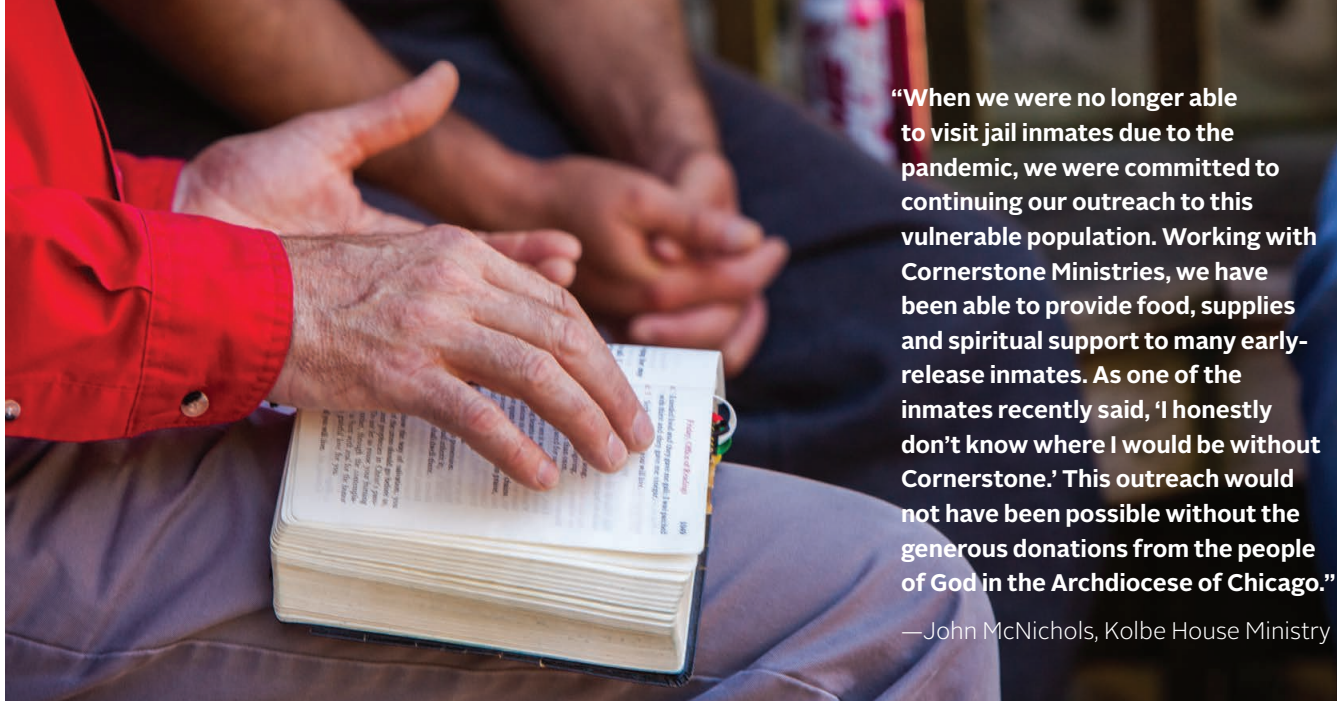 “When we were no longer able
to visit jail inmates due to the
pandemic, we were committed to
continuing our outreach to this
vulnerable population. Working with
Cornerstone Ministries, we have
been able to provide food, supplies
and spiritual support to many early-
release inmates. As one of the
inmates recently said, ‘I honestly
don’t know where I would be without
Cornerstone.’ This outreach would
not have been possible without the
generous donations from the people
of God in the Archdiocese of Chicago.”
—John McNichols, Kolbe House Ministry
Friday, Office of Readings